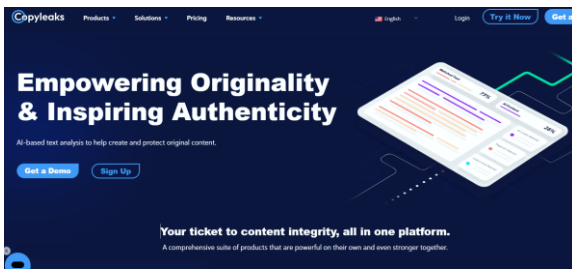 Copyleaks
Products Solutions Pricing Resources English Login Try it Now Get a
Empowering Originality
& Inspiring Authenticity
AI-based text analysis to help create and protect original content.
Get a Demo Sign Up
73%
28%
Your ticket to content integrity, all in one platform.
A comprehensive suite of products that are powerful on their own and even stronger together.